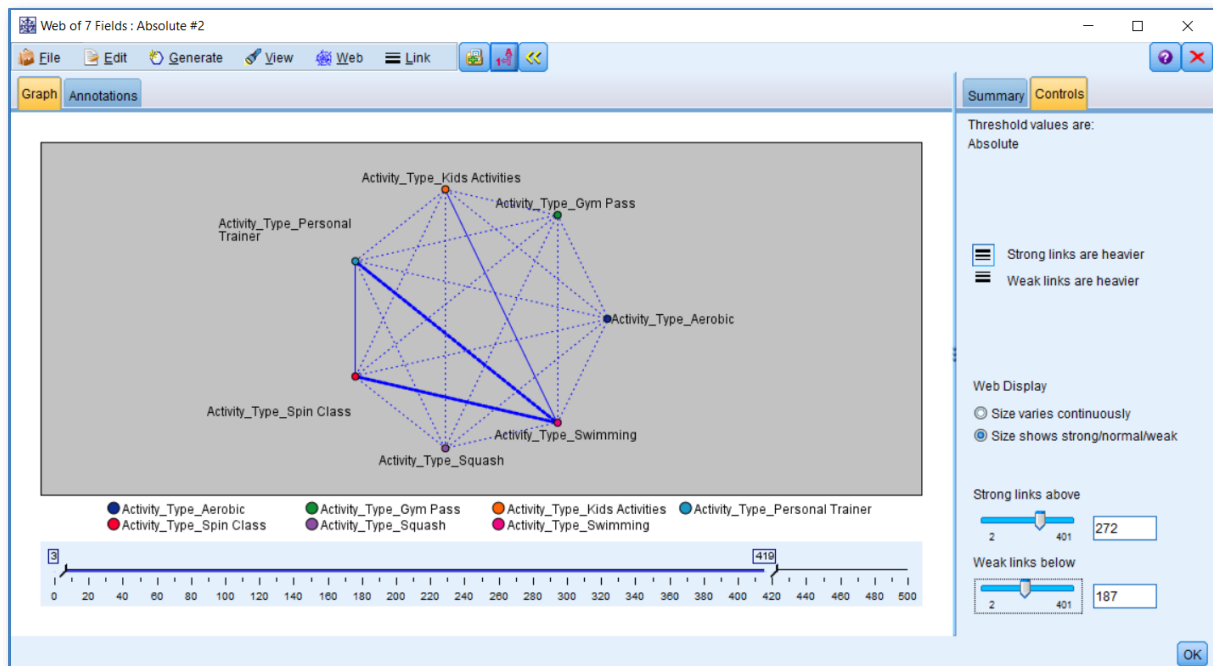 Web of 7 Fields : Absolute #2
File Edit Generate View Web Link
Graph Annotations
Summary Controls
Threshold values are:
Absolute
Activity_Type_Kids Activities
Activity_Type_Gym Pass
Activity_Type_Personal
Trainer
Activity_Type_Aerobic
Activity_Type_Spin Class
Activity_Type_Swimming
Activity_Type_Squash
Strong links are heavier
Weak links are heavier
Web Display
Size varies continuously
Size shows strong/normal/weak
Strong links above
272
2 401
Weak links below
187
2 401
Activity_Type_Aerobic Activity_Type_Gym Pass Activity_Type_Kids Activities Activity_Type_Personal Trainer
Activity_Type_Spin Class Activity_Type_Squash Activity_Type_Swimming
3 419
0 20 40 60 80 100 120 140 160 180 200 220 240 260 280 300 320 340 360 380 400 420 440 460 480 500
OK